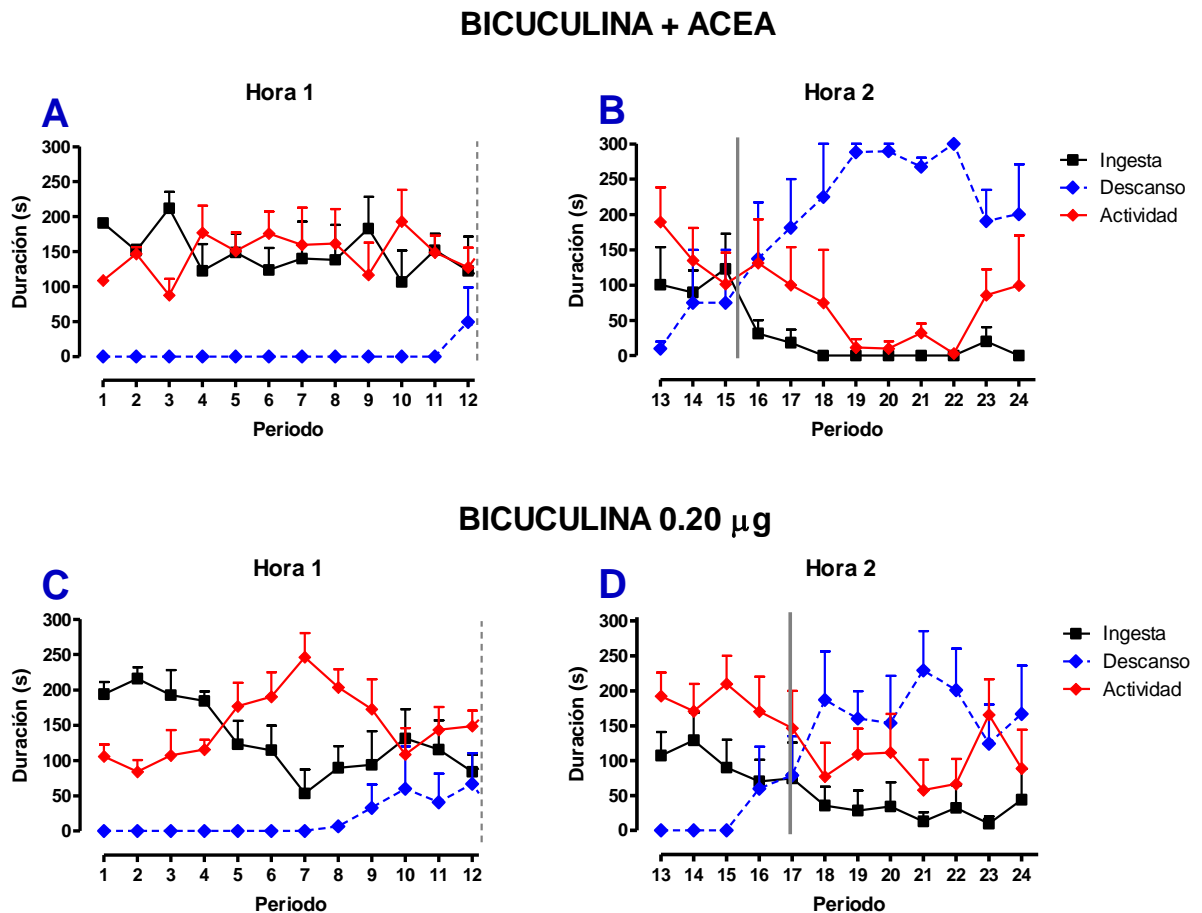 BICUCULINA + ACEA
Hora 1
Hora 2
A
B
Duración (s)
300
250
200
150
100
50
0
1 2 3 4 5 6 7 8 9 10 11 12
Periodo
Duración (s)
300
250
200
150
100
50
0
13 14 15 16 17 18 19 20 21 22 23 24
Periodo
Ingesta
Descanso
Actividad
BICUCULINA 0.20 μg
Hora 1
Hora 2
C
D
Duración (s)
300
250
200
150
100
50
0
1 2 3 4 5 6 7 8 9 10 11 12
Periodo
Duración (s)
300
250
200
150
100
50
0
13 14 15 16 17 18 19 20 21 22 23 24
Periodo
Ingesta
Descanso
Actividad